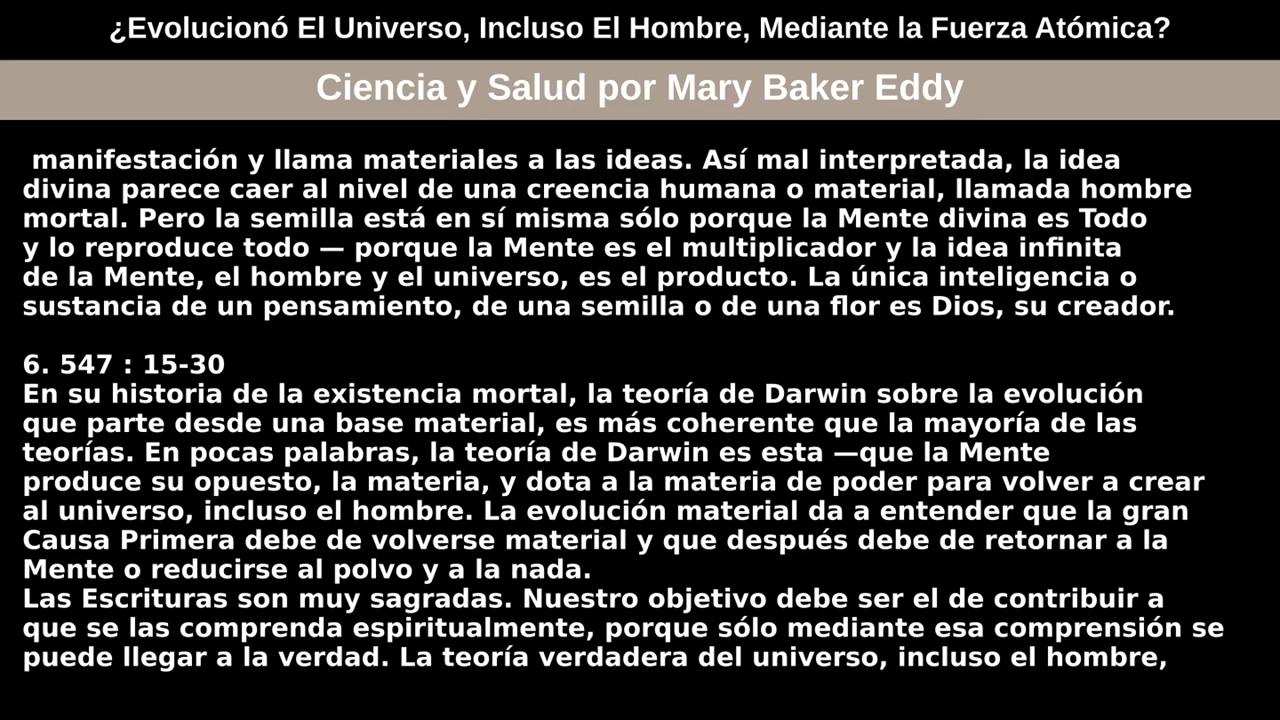 ¿Evolucionó El Universo, Incluso El Hombre, Mediante la Fuerza Atómica?
Ciencia y Salud por Mary Baker Eddy
manifestación y llama materiales a las ideas. Así mal interpretada, la idea
divina parece caer al nivel de una creencia humana o material, llamada hombre
mortal. Pero la semilla está en sí misma sólo porque la Mente divina es Todo
y lo reproduce todo — porque la Mente es el multiplicador y la idea infinita
de la Mente, el hombre y el universo, es el producto. La única inteligencia o
sustancia de un pensamiento, de una semilla o de una flor es Dios, su creador.
6. 547 : 15-30
En su historia de la existencia mortal, la teoría de Darwin sobre la evolución
que parte desde una base material, es más coherente que la mayoría de las
teorías. En pocas palabras, la teoría de Darwin es esta —que la Mente
produce su opuesto, la materia, y dota a la materia de poder para volver a crear
al universo, incluso el hombre. La evolución material da a entender que la gran
Causa Primera debe de volverse material y que después debe de retornar a la
Mente o reducirse al polvo y a la nada.
Las Escrituras son muy sagradas. Nuestro objetivo debe ser el de contribuir a
que se las comprenda espiritualmente, porque sólo mediante esa comprensión se
puede llegar a la verdad. La teoría verdadera del universo, incluso el hombre,